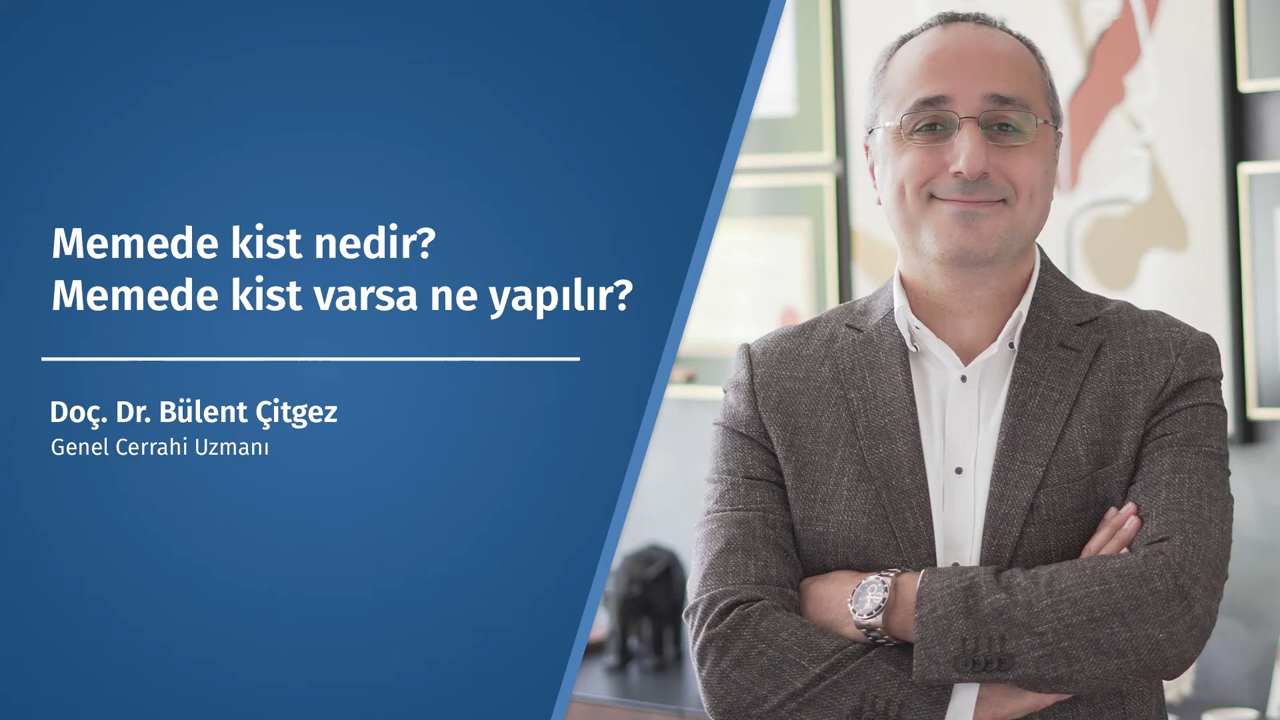 Memede kist nedir?
Memede kist varsa ne yapılır?
Doç. Dr. Bülent Çitgez
Genel Cerrahi Uzmanı